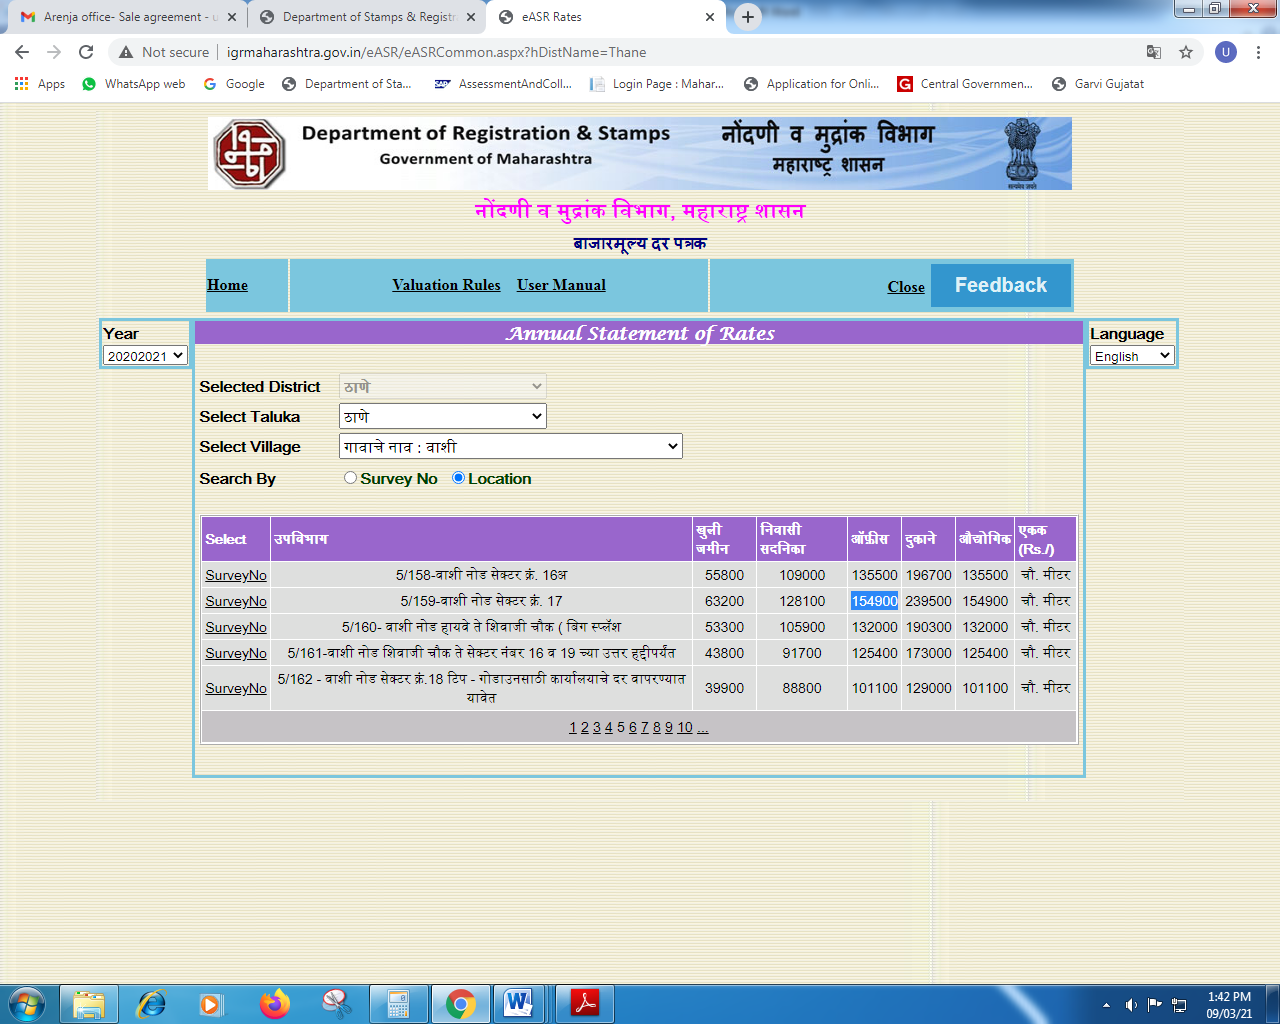 Arenja office- Sale agreement - u
Department of Stamps & Registr
eASR Rates
Not secure
igrmaharashtra.gov.in/eASR/eASRCommon.aspx?hDistName=Thane
U
Apps
WhatsApp web
Google
Department of Sta...
AssessmentAndColl...
Login Page : Mahar...
Application for Onli...
Central Governmen...
Garvi Gujatat
Department of Registration & Stamps
Government of Maharashtra
नोंदणी व मुद्रांक विभाग
महाराष्ट्र शासन
नोंदणी व मुद्रांक विभाग, महाराष्ट्र शासन
बाजारमूल्य दर पत्रक
Home
Valuation Rules User Manual
Close
Feedback
Year
20202021
Annual Statement of Rates
Language
English
Selected District ठाणे
Select Taluka ठाणे
Select Village गावाचे नाव : वाशी
Search By Survey No Location
Select उपविभाग खुली जमीन निवासी सदनिका ऑफ़ीस दुकाने औद्योगिक एकक (Rs./)
SurveyNo 5/158-वाशी नोड सेक्टर क्रं. 16अ 55800 109000 135500 196700 135500 चौ. मीटर
SurveyNo 5/159-वाशी नोड सेक्टर क्रं. 17 63200 128100 154900 239500 154900 चौ. मीटर
SurveyNo 5/160- वाशी नोड हायवे ते शिवाजी चौक ( बिग स्प्लॅश 53300 105900 132000 190300 132000 चौ. मीटर
SurveyNo 5/161-वाशी नोड शिवाजी चौक ते सेक्टर नंबर 16 व 19 च्या उत्तर हद्दीपर्यंत 43800 91700 125400 173000 125400 चौ. मीटर
SurveyNo 5/162 - वाशी नोड सेक्टर क्रं.18 टिप - गोडाउनसाठी कार्यालयाचे दर वापरण्यात यावेत 39900 88800 101100 129000 101100 चौ. मीटर
1 2 3 4 5 6 7 8 9 10 ...
1:42 PM
09/03/21